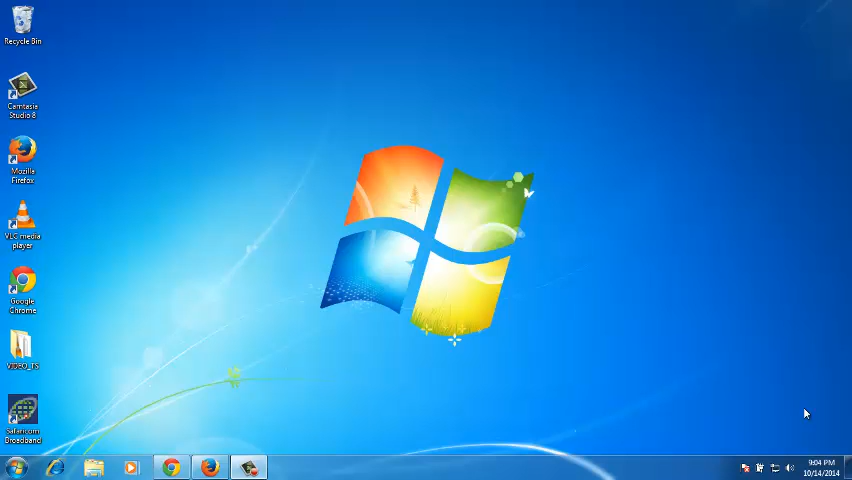 Recycle Bin
Camtasia
Studio 8
Mozilla
Firefox
VLC media
player
Google
Chrome
VIDEO_TS
Safaricom
Broadband
9:04 PM
10/14/2014